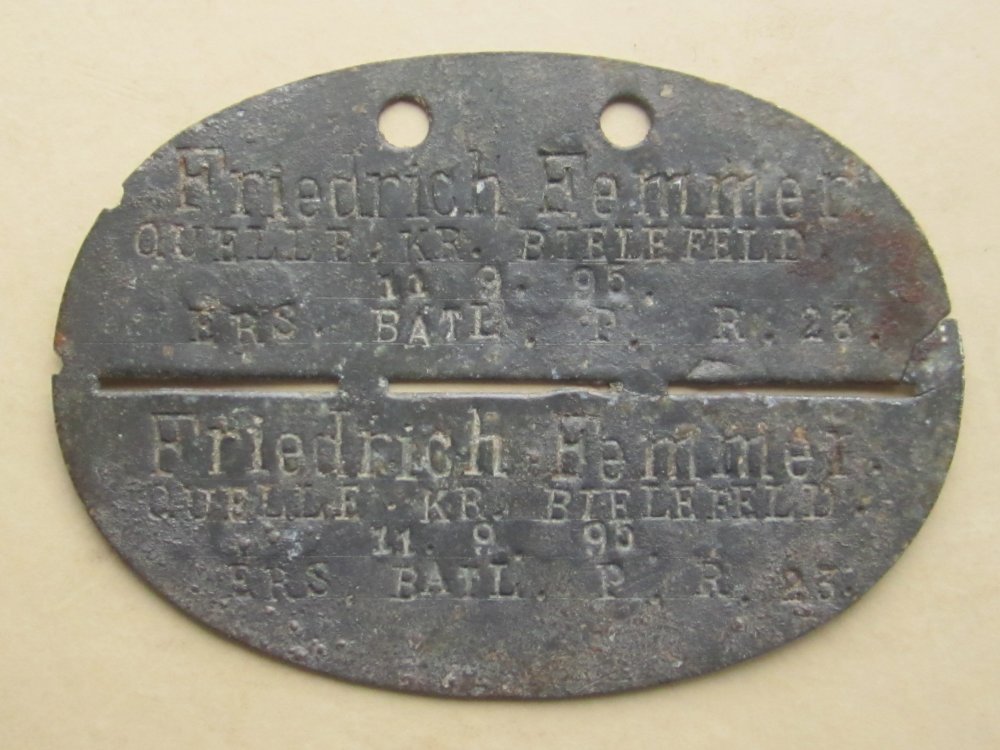 Friedrich Femmer
QUELLE. KR. BIELEFELD.
11 9. 95.
ERS. BATL. P. R. 23.
Friedrich Femmer.
QUELLE. KR. BIELEFELD.
11. 9. 95.
ERS. BATL. P. R. 23.